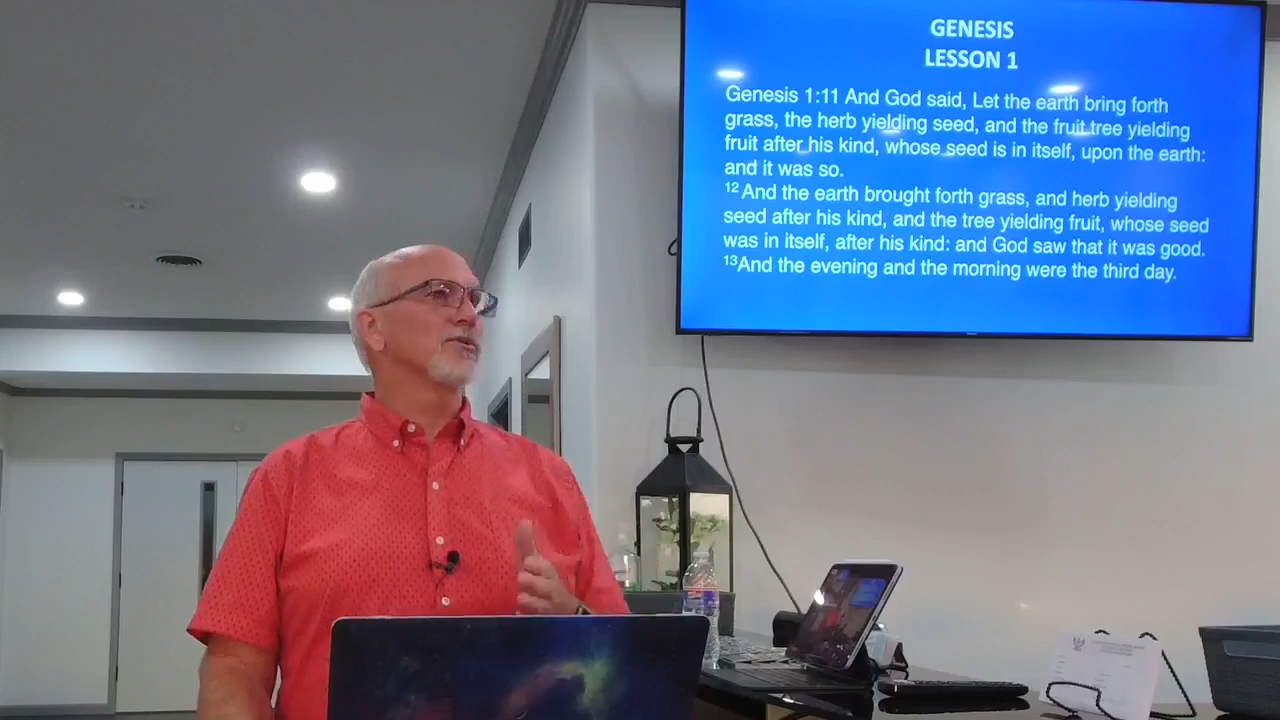 GENESIS
LESSON 1
Genesis 1:11 And God said, Let the earth bring forth
grass, the herb yielding seed, and the fruit tree yielding
fruit after his kind, whose seed is in itself, upon the earth:
and it was so.
12 And the earth brought forth grass, and herb yielding
seed after his kind, and the tree yielding fruit, whose seed
was in itself, after his kind: and God saw that it was good.
13And the evening and the morning were the third day.